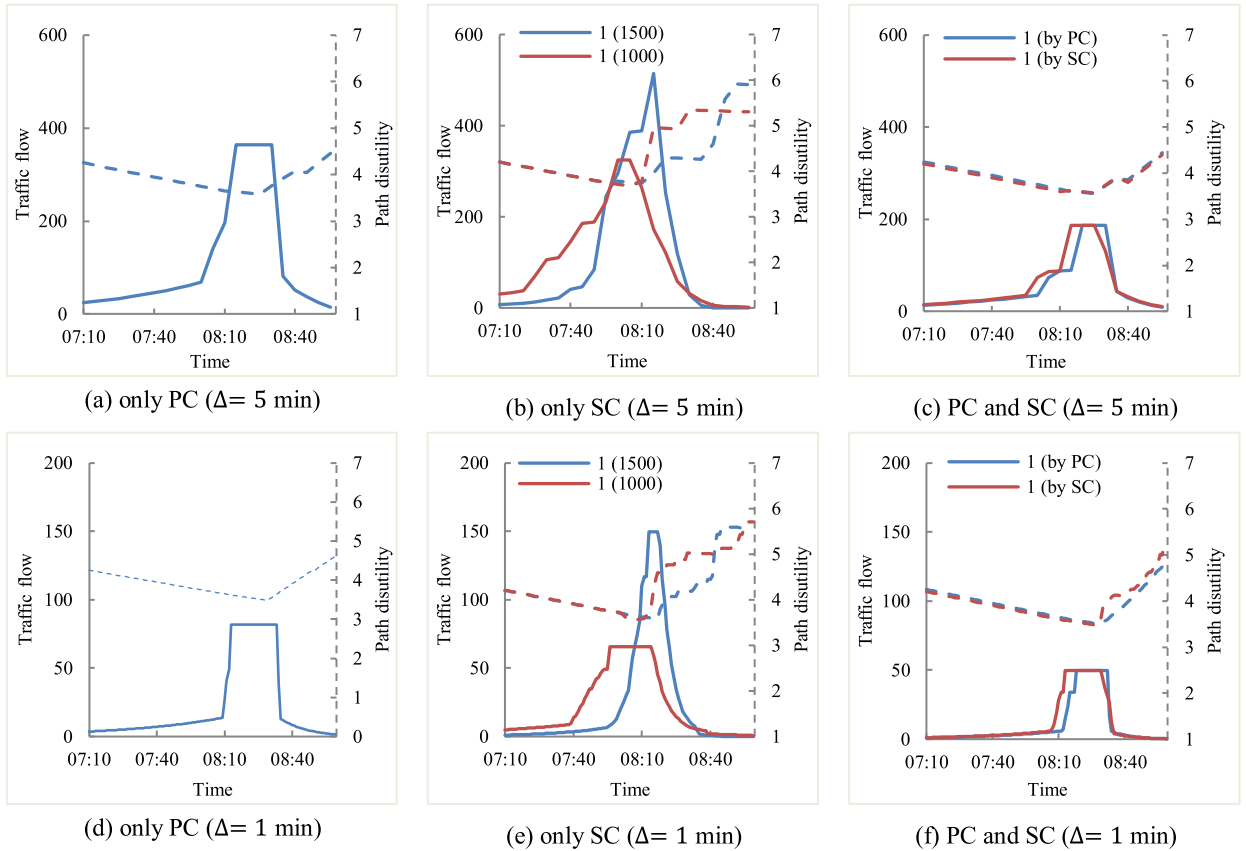 600
400
200
0
7
6
5
4
3
2
1
Traffic flow
Path disutility
07:10 07:40 08:10 08:40
Time
(a) only PC (Δ= 5 min)
1 (1500)
1 (1000)
600
400
200
0
7
6
5
4
3
2
1
Traffic flow
Path disutility
07:10 07:40 08:10 08:40
Time
(b) only SC (Δ= 5 min)
1 (by PC)
1 (by SC)
600
400
200
0
7
6
5
4
3
2
1
Traffic flow
Path disutility
07:10 07:40 08:10 08:40
Time
(c) PC and SC (Δ= 5 min)
200
150
100
50
0
7
6
5
4
3
2
1
0
Traffic flow
Path disutility
07:10 07:40 08:10 08:40
Time
(d) only PC (Δ= 1 min)
1 (1500)
1 (1000)
200
150
100
50
0
7
6
5
4
3
2
1
Traffic flow
Path disutility
07:10 07:40 08:10 08:40
Time
(e) only SC (Δ= 1 min)
1 (by PC)
1 (by SC)
200
150
100
50
0
7
6
5
4
3
2
1
Traffic flow
Path disutility
07:10 07:40 08:10 08:40
Time
(f) PC and SC (Δ= 1 min)